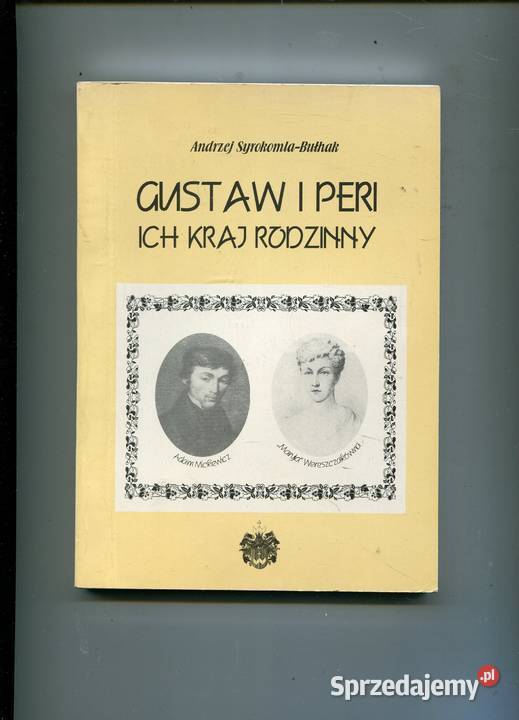 Andrzej Syrokomla-Bułhak
GUSTAW I PERI
ICH KRAJ RODZINNY
Adam Mickiewicz
„Maryla" Wereszczakówna
Sprzedajemy.pl